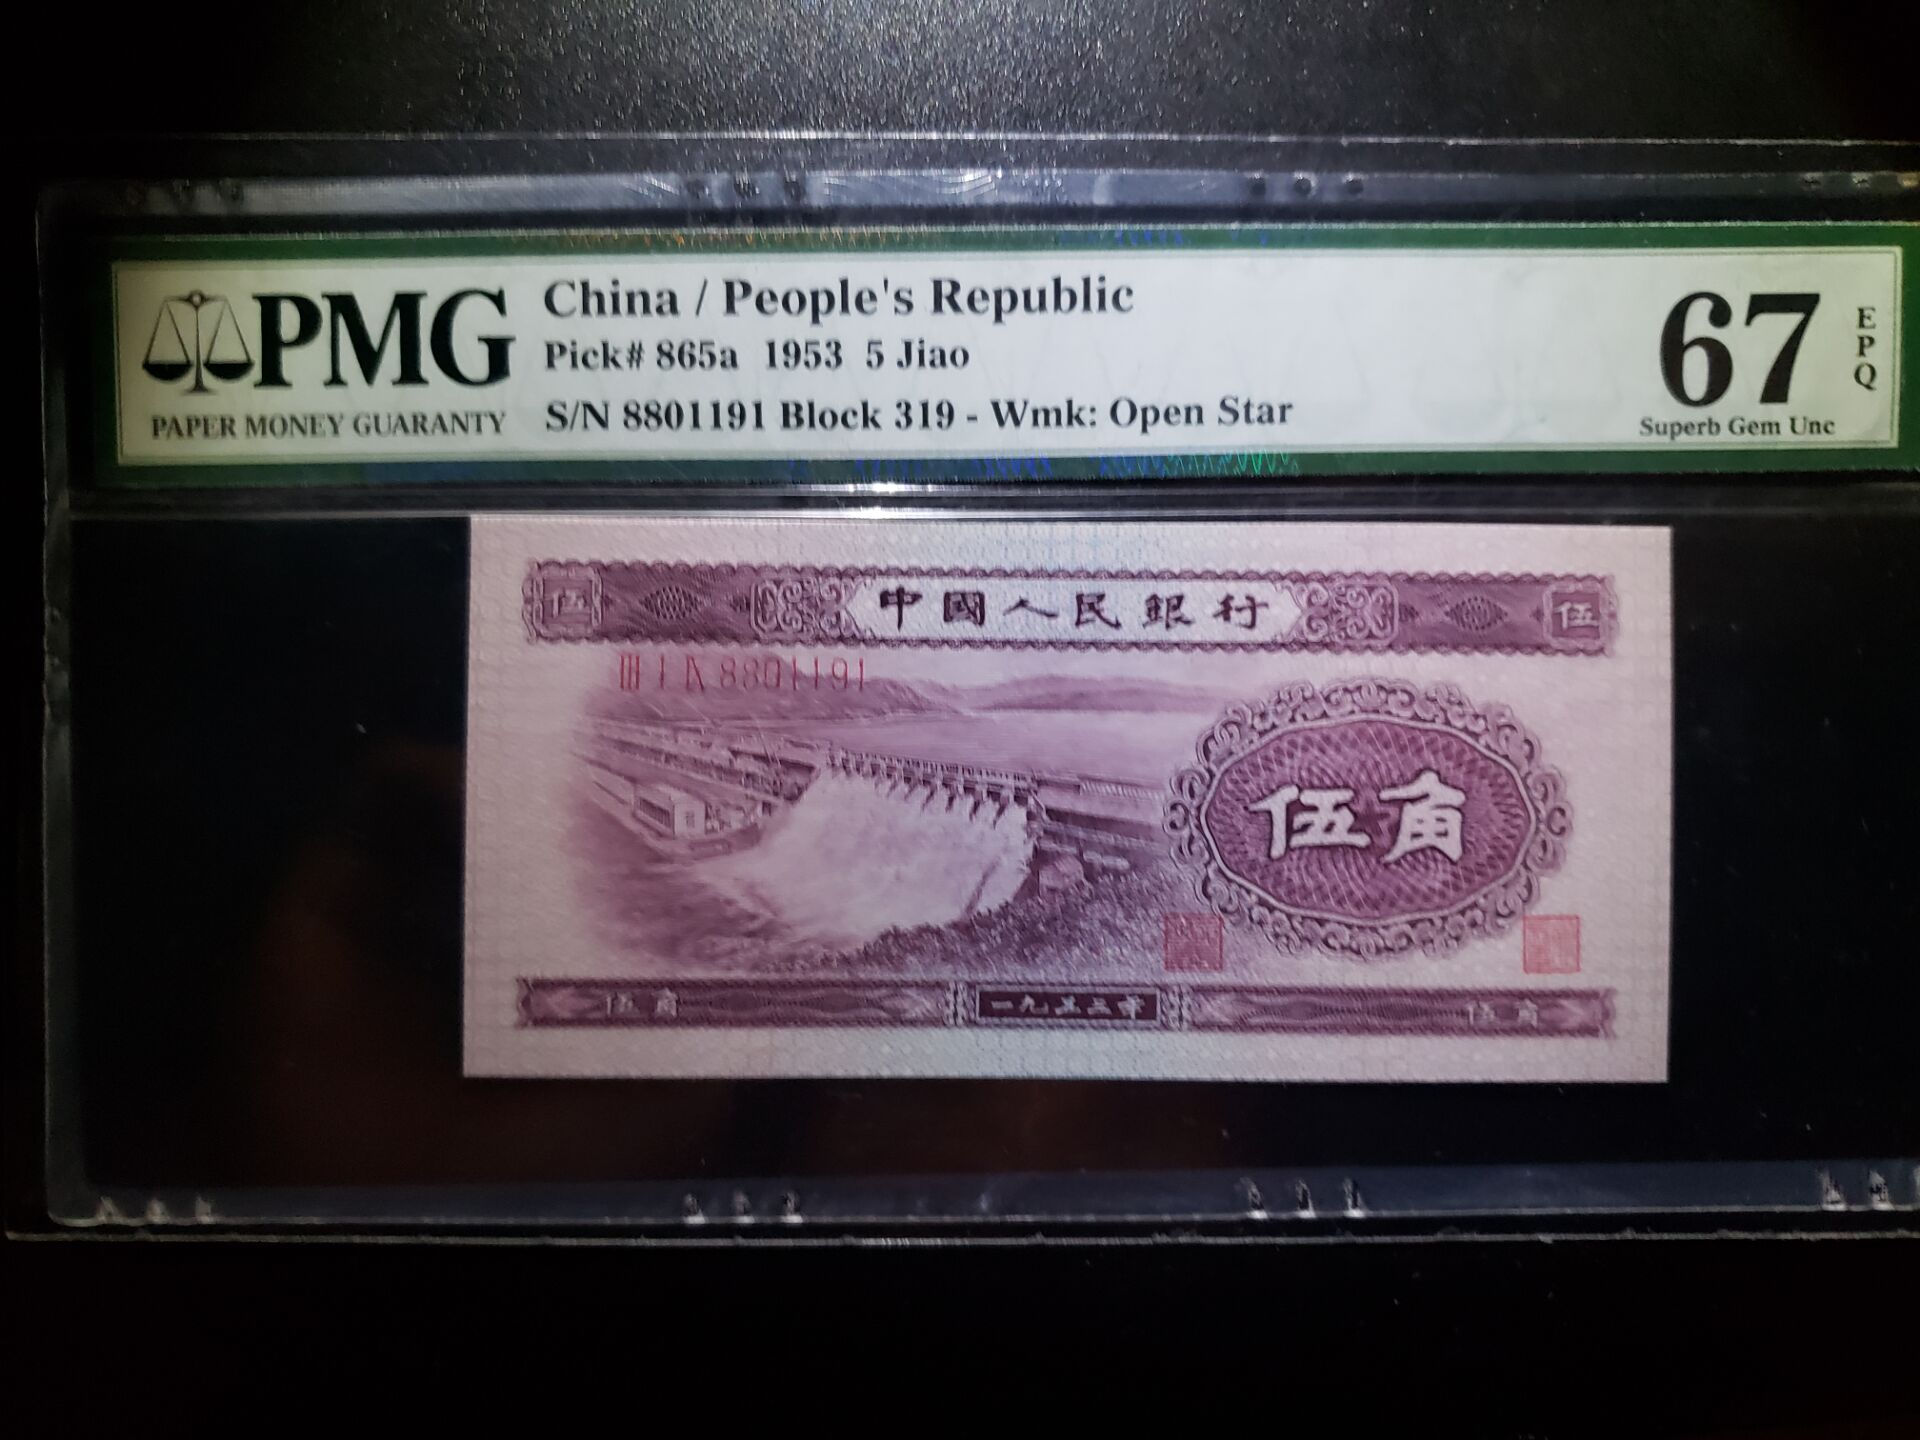 PMG
PAPER MONEY GUARANTY
China / People's Republic
Pick# 865a 1953 5 Jiao
S/N 8801191 Block 319 - Wmk: Open Star
67
EPQ
Superb Gem Unc
伍 中國人民銀行 伍
III I IX 8801191
伍角
伍角 一九五三年 伍角